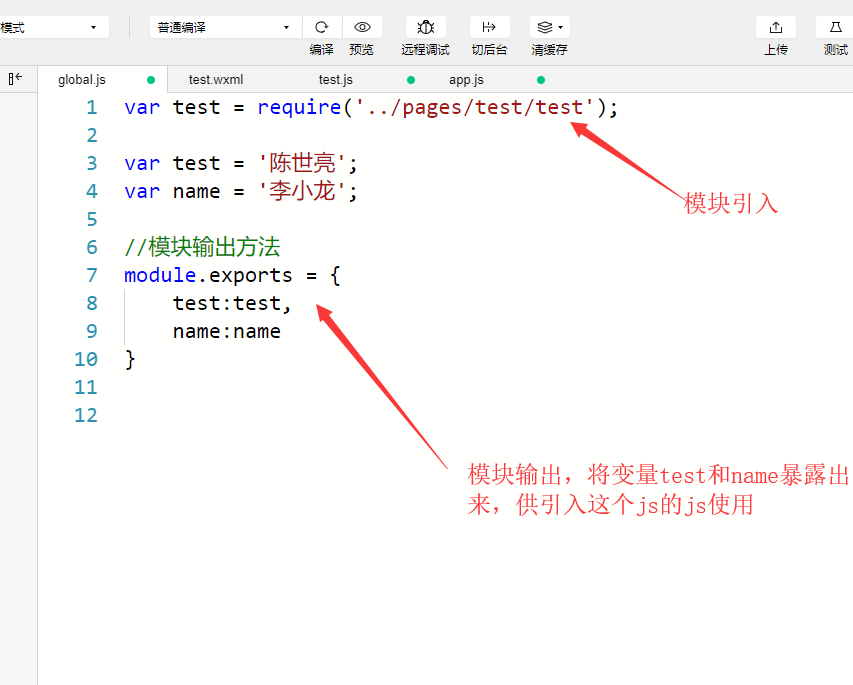 模式 普通编译
编译 预览 远程调试 切后台 清缓存 上传 测试
global.js test.wxml test.js app.js
1 var test = require('../pages/test/test');
2
3 var test = '陈世亮';
4 var name = '李小龙';
5
6 //模块输出方法
7 module.exports = {
8 test:test,
9 name:name
10 }
11
12
模块引入
模块输出，将变量test和name暴露出
来，供引入这个js的js使用